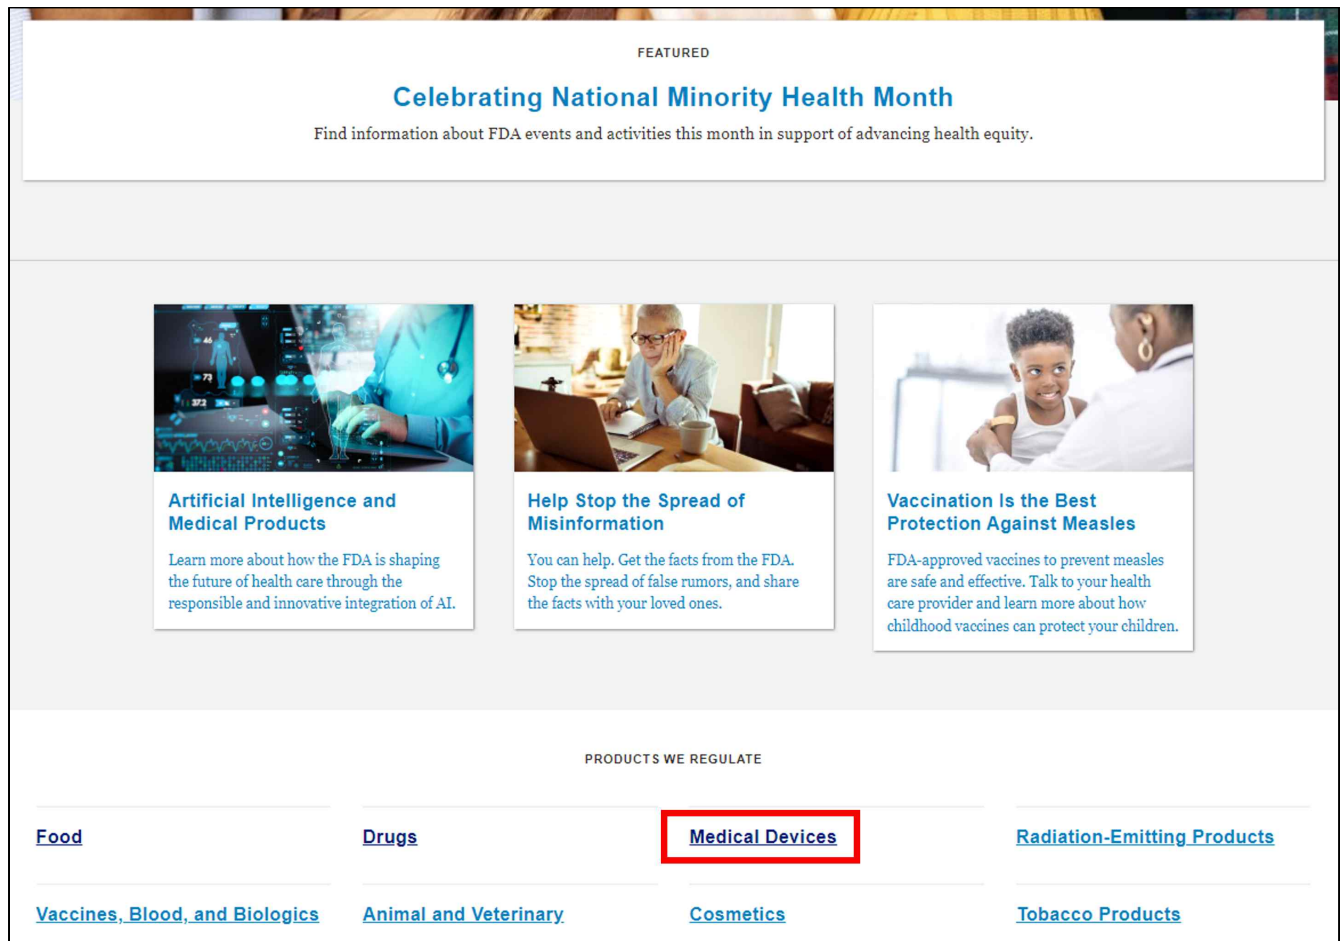 FEATURED
Celebrating National Minority Health Month
Find information about FDA events and activities this month in support of advancing health equity.
46
73
37.2
Artificial Intelligence and
Medical Products
Learn more about how the FDA is shaping
the future of health care through the
responsible and innovative integration of AI.
Help Stop the Spread of
Misinformation
You can help. Get the facts from the FDA.
Stop the spread of false rumors, and share
the facts with your loved ones.
Vaccination Is the Best
Protection Against Measles
FDA-approved vaccines to prevent measles
are safe and effective. Talk to your health
care provider and learn more about how
childhood vaccines can protect your children.
PRODUCTS WE REGULATE
Food
Drugs
Medical Devices
Radiation-Emitting Products
Vaccines, Blood, and Biologics
Animal and Veterinary
Cosmetics
Tobacco Products